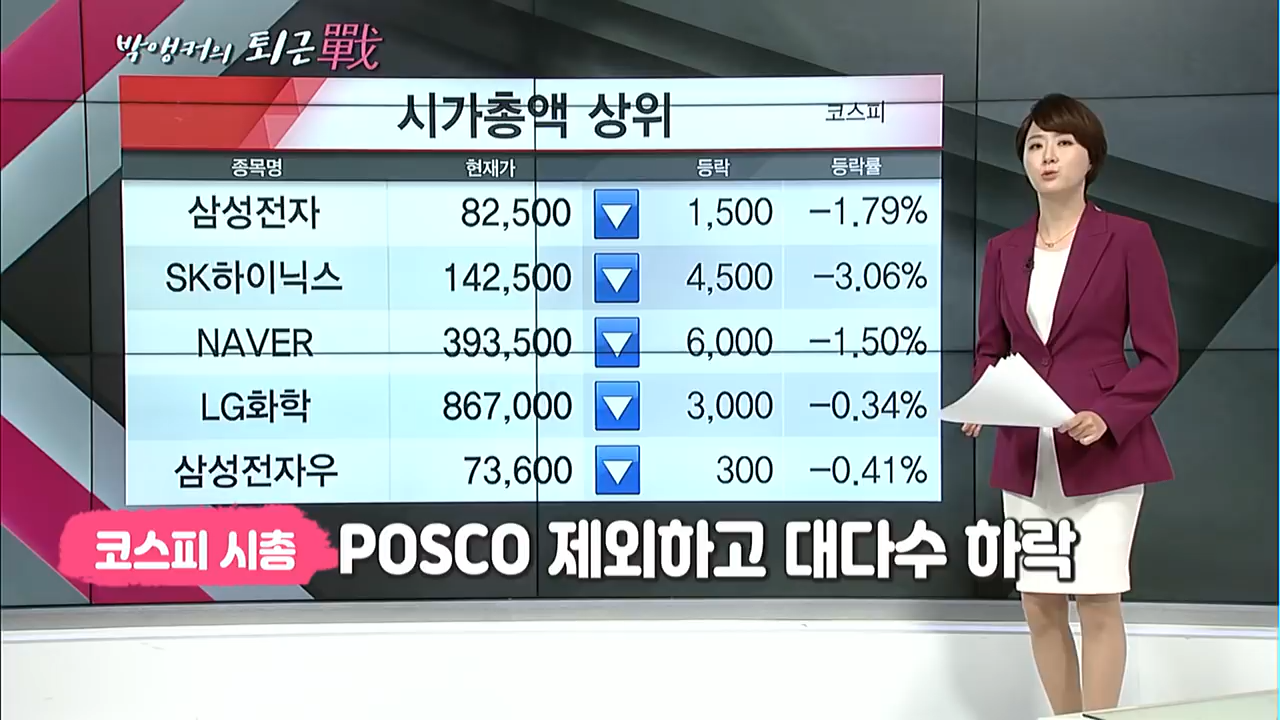 박앵커의 퇴근戰
시가총액 상위 코스피
종목명 현재가 등락 등락률
삼성전자 82,500 ▼ 1,500 -1.79%
SK하이닉스 142,500 ▼ 4,500 -3.06%
NAVER 393,500 ▼ 6,000 -1.50%
LG화학 867,000 ▼ 3,000 -0.34%
삼성전자우 73,600 ▼ 300 -0.41%
코스피 시총 POSCO 제외하고 대다수 하락